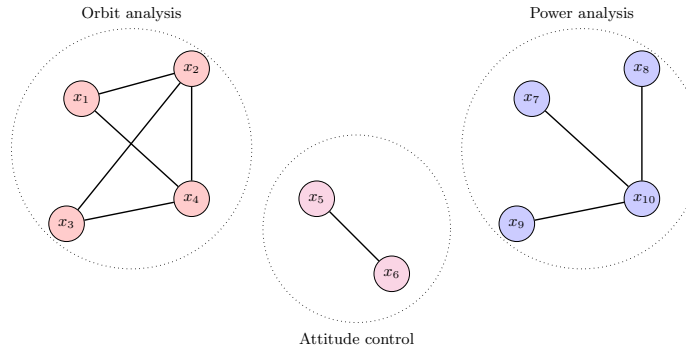 Orbit analysis
x1
x2
x3
x4
Attitude control
x5
x6
Power analysis
x7
x8
x9
x10